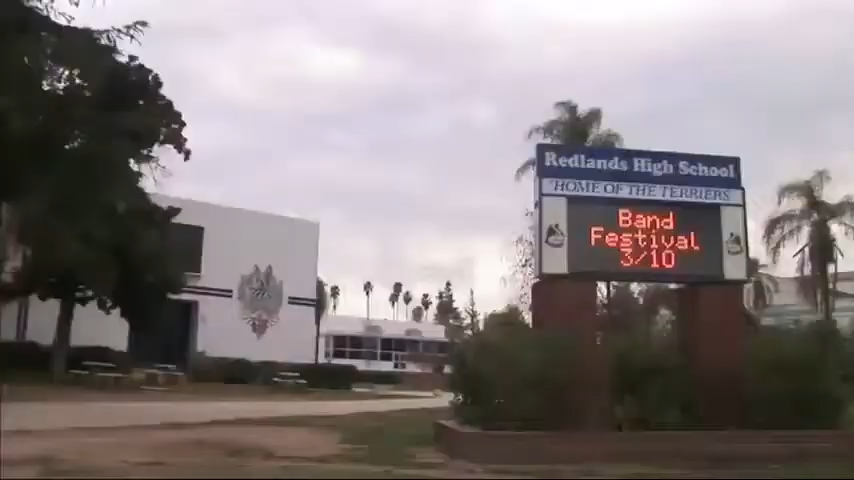 Redlands High School
"HOME OF THE TERRIERS"
Band
Festival
3/10